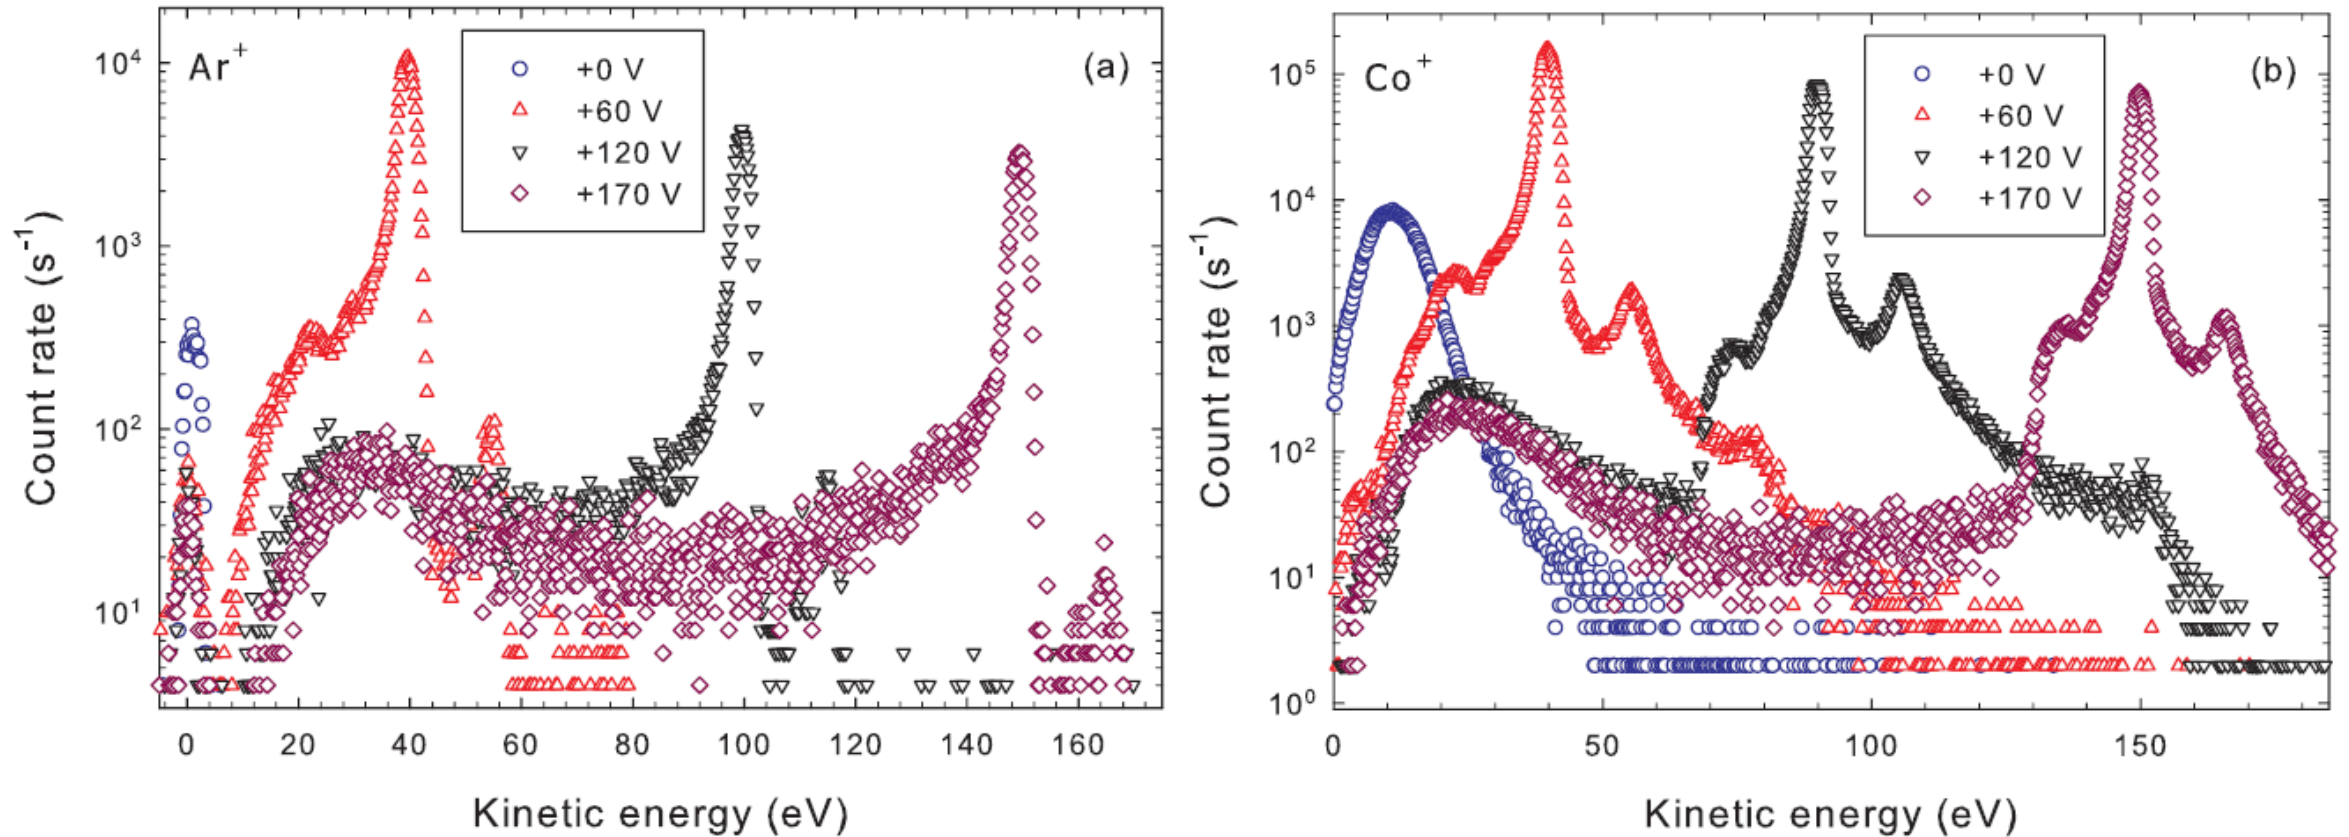 Ar+
(a)
+0 V
+60 V
+120 V
+170 V
10^4
10^3
10^2
10^1
Count rate (s^-1)
0 20 40 60 80 100 120 140 160
Kinetic energy (eV)
Co+
(b)
+0 V
+60 V
+120 V
+170 V
10^5
10^4
10^3
10^2
10^1
10^0
Count rate (s^-1)
0 50 100 150
Kinetic energy (eV)